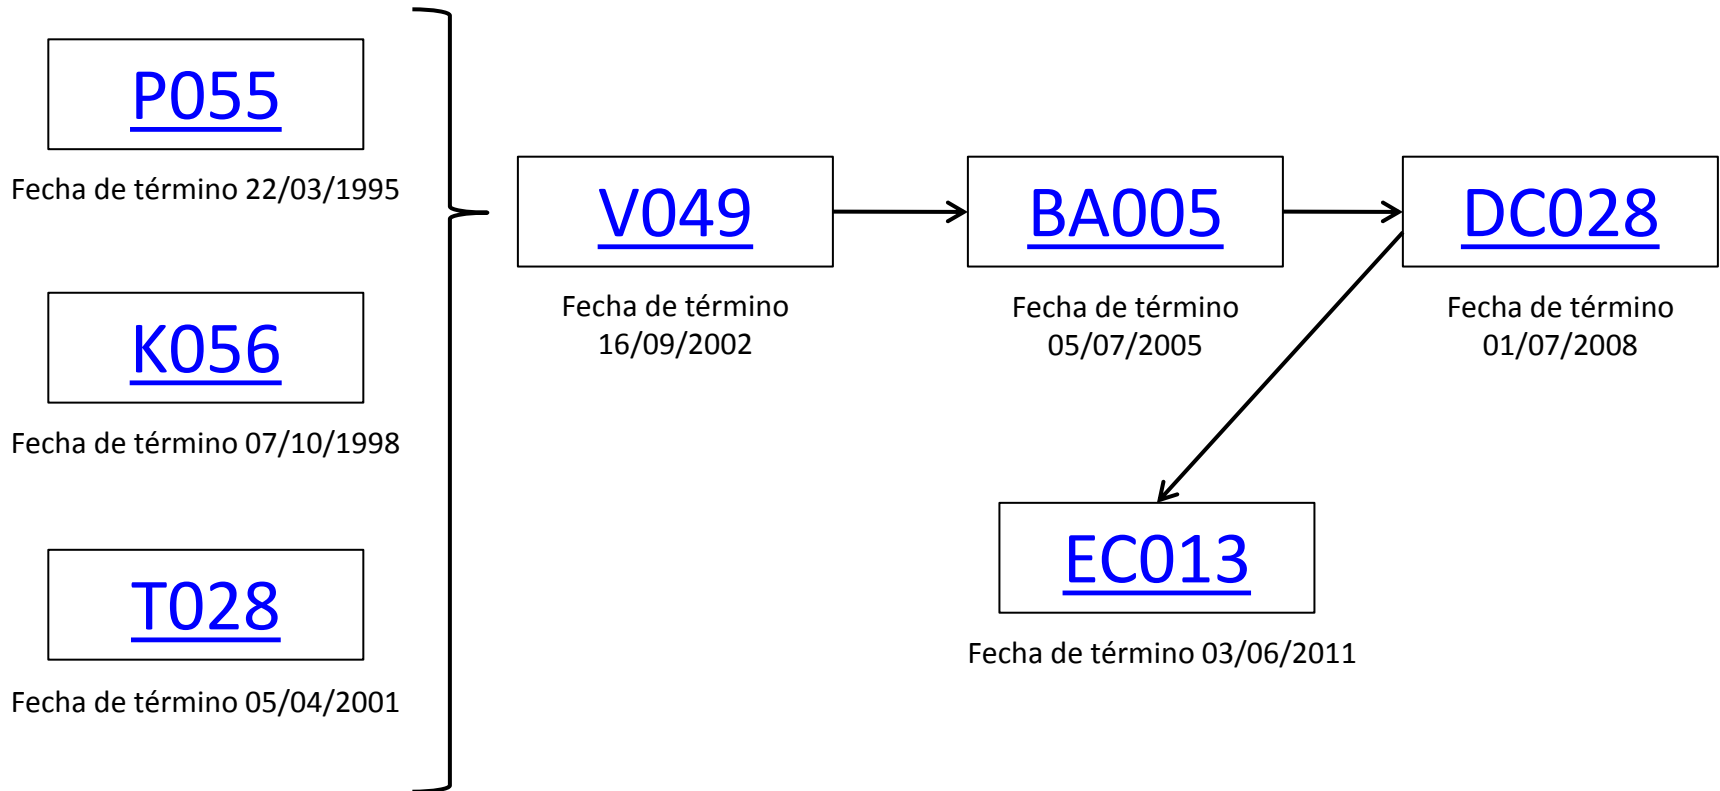 P055
Fecha de término 22/03/1995
K056
Fecha de término 07/10/1998
T028
Fecha de término 05/04/2001
V049
Fecha de término
16/09/2002
BA005
Fecha de término
05/07/2005
DC028
Fecha de término
01/07/2008
EC013
Fecha de término 03/06/2011